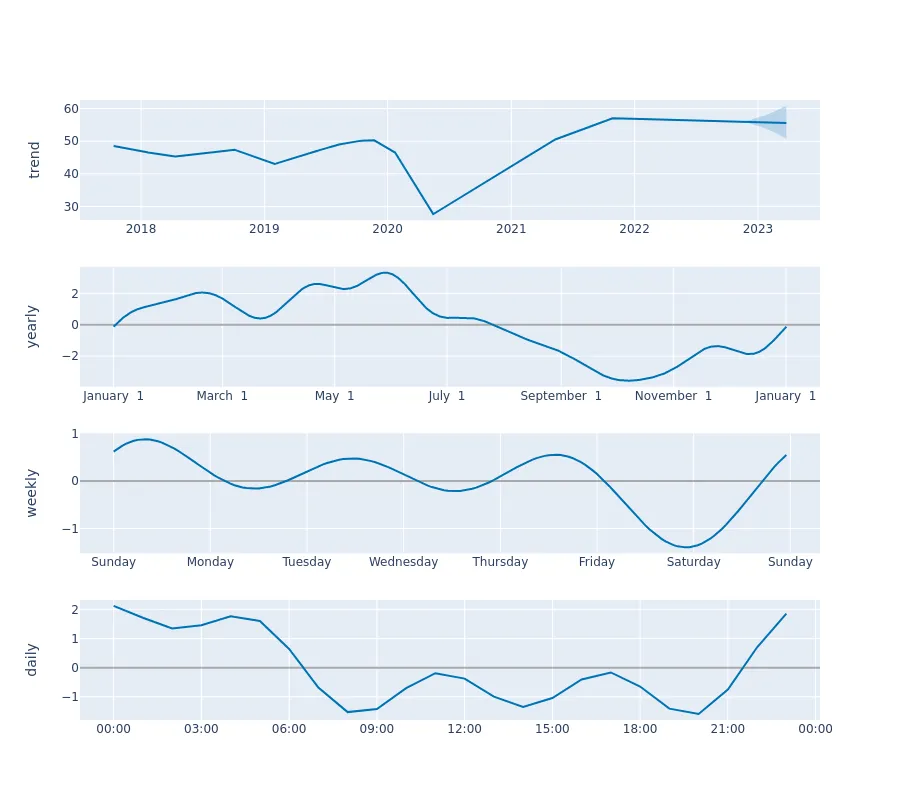 trend
60
50
40
30
2018 2019 2020 2021 2022 2023
yearly
2
0
−2
January 1 March 1 May 1 July 1 September 1 November 1 January 1
weekly
1
0
−1
Sunday Monday Tuesday Wednesday Thursday Friday Saturday Sunday
daily
2
1
0
−1
00:00 03:00 06:00 09:00 12:00 15:00 18:00 21:00 00:00